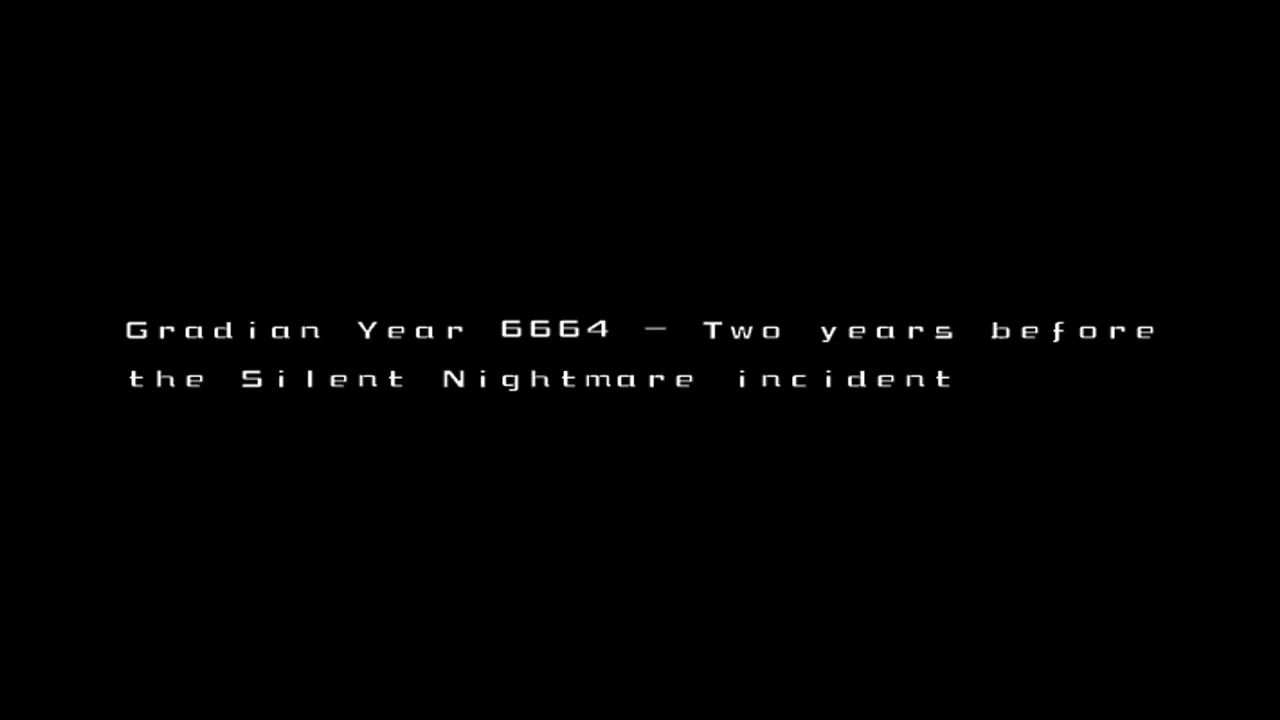 Gradian Year 6664 — Two years before
the Silent Nightmare incident